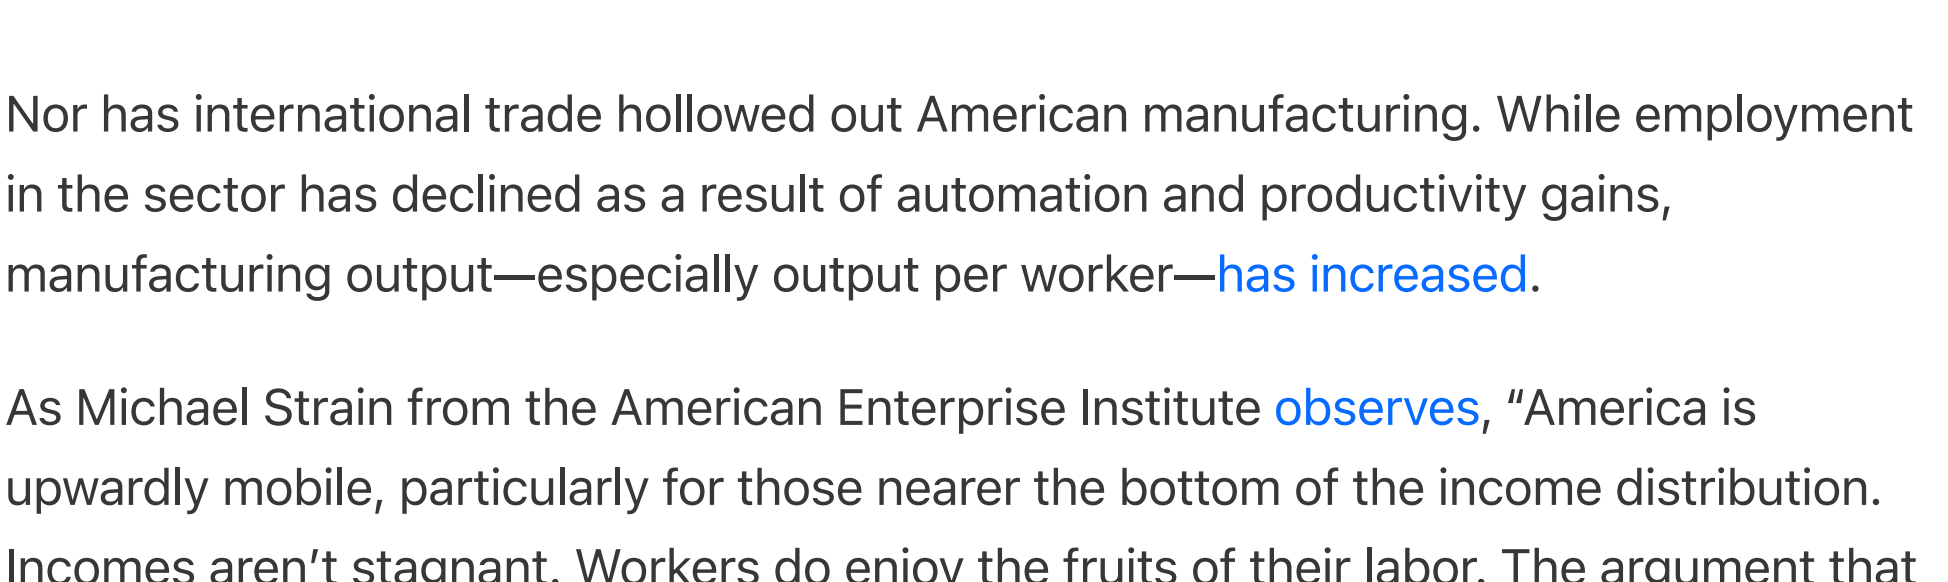 Nor has international trade hollowed out American manufacturing. While employment
in the sector has declined as a result of automation and productivity gains,
manufacturing output—especially output per worker—has increased.
As Michael Strain from the American Enterprise Institute observes, “America is
upwardly mobile, particularly for those nearer the bottom of the income distribution.
Incomes aren’t stagnant. Workers do enjoy the fruits of their labor. The argument that